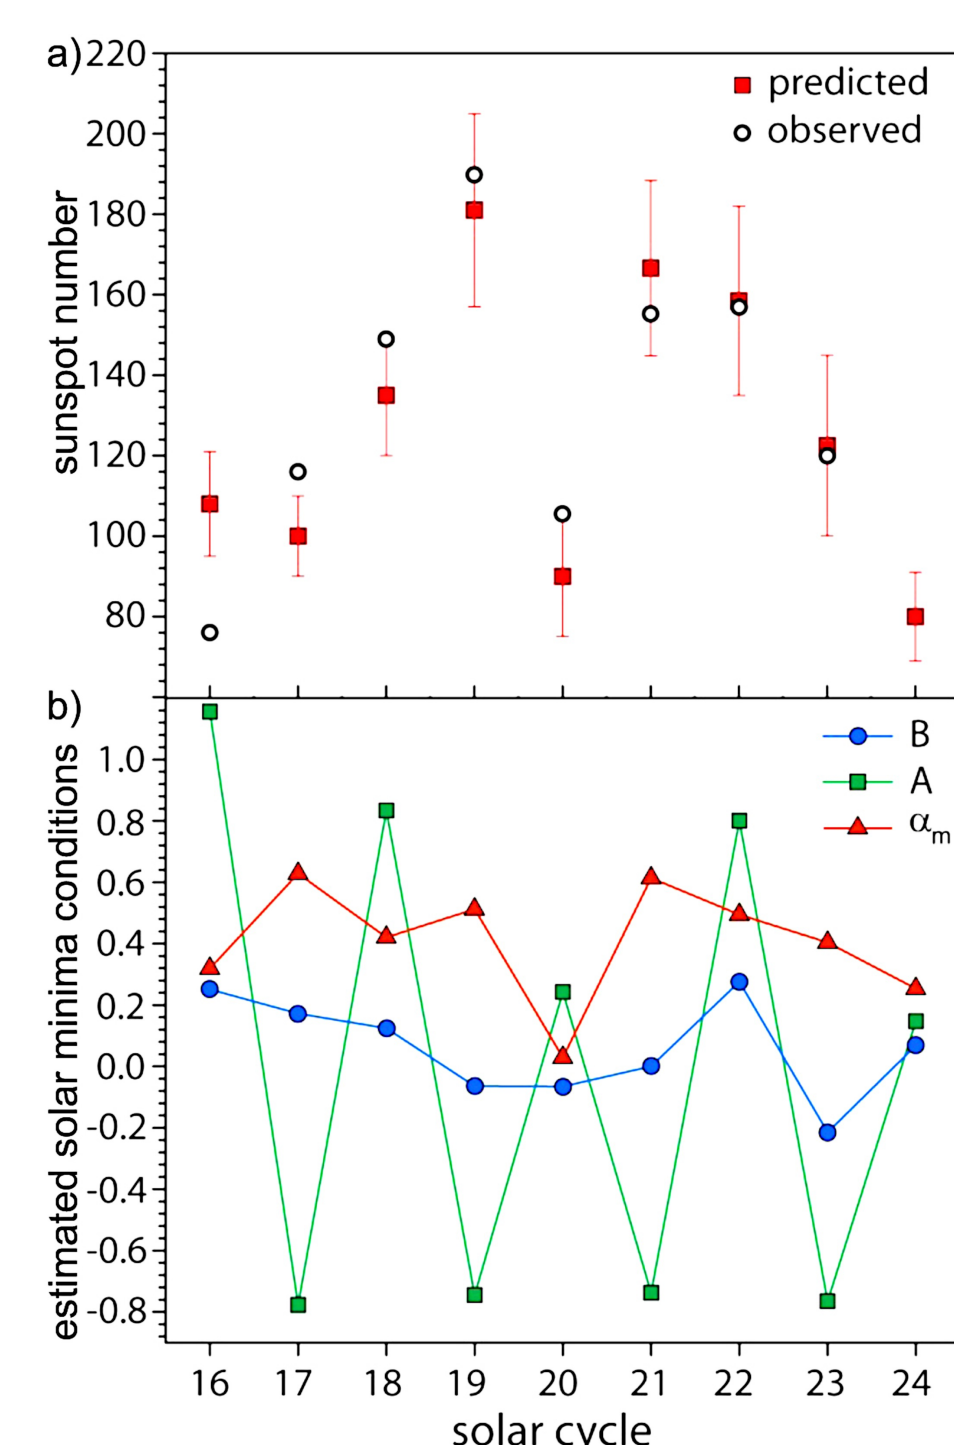 a)
220
200
180
160
140
120
100
80
sunspot number
predicted
observed
b)
1.0
0.8
0.6
0.4
0.2
0.0
-0.2
-0.4
-0.6
-0.8
estimated solar minima conditions
B
A
αm
16 17 18 19 20 21 22 23 24
solar cycle